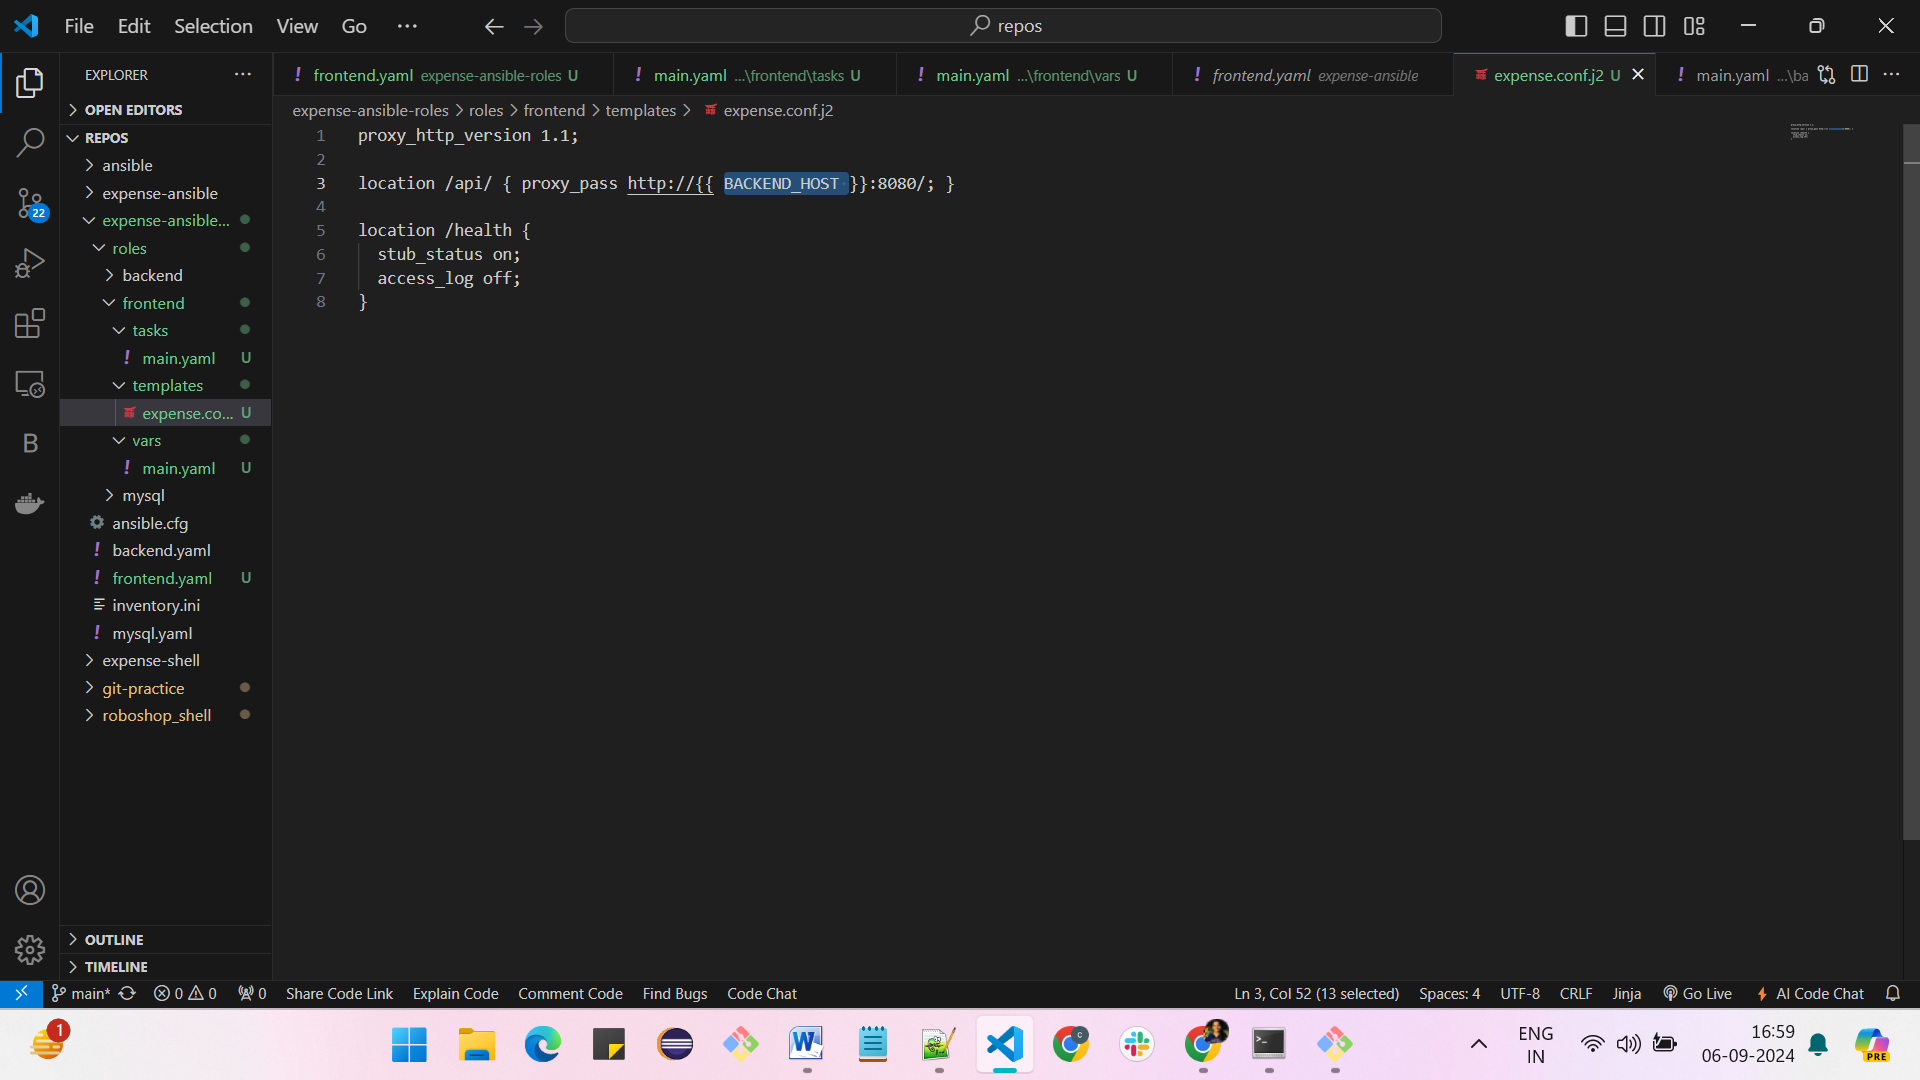 File Edit Selection View Go ···
repos
EXPLORER ···
OPEN EDITORS
REPOS
ansible
expense-ansible
expense-ansible...
roles
backend
frontend
tasks
main.yaml U
templates
expense.co... U
vars
main.yaml U
mysql
ansible.cfg
backend.yaml
frontend.yaml U
inventory.ini
mysql.yaml
expense-shell
git-practice
roboshop_shell
OUTLINE
TIMELINE
22
B
! frontend.yaml expense-ansible-roles U
! main.yaml ...\frontend\tasks U
! main.yaml ...\frontend\vars U
! frontend.yaml expense-ansible
expense.conf.j2 U
! main.yaml ...\ba
expense-ansible-roles > roles > frontend > templates > expense.conf.j2
1 proxy_http_version 1.1;
2
3 location /api/ { proxy_pass http://{{ BACKEND_HOST }}:8080/; }
4
5 location /health {
6 stub_status on;
7 access_log off;
8 }
main* 0 0 0 Share Code Link Explain Code Comment Code Find Bugs Code Chat
Ln 3, Col 52 (13 selected) Spaces: 4 UTF-8 CRLF Jinja Go Live AI Code Chat
1
C
ENG
IN
16:59
06-09-2024
PRE